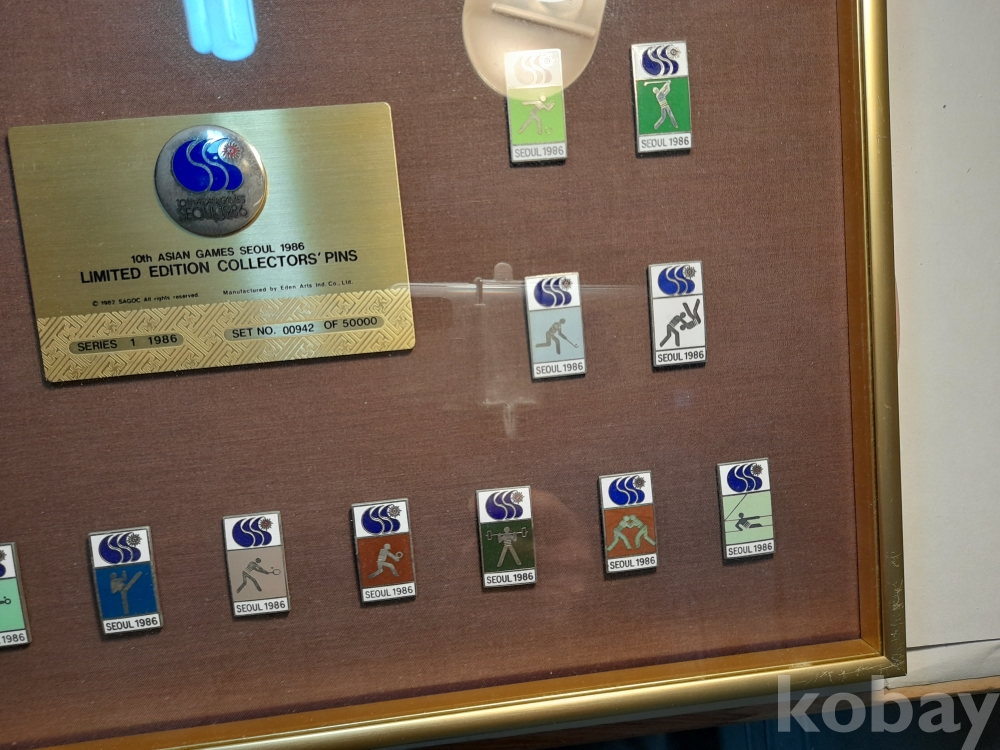 SEOUL 1986
SEOUL 1986
SEOUL 1986
10th ASIAN GAMES SEOUL 1986
LIMITED EDITION COLLECTORS' PINS
© 1982 SAGOC All rights reserved. Manufactured by Eden Arts Ind Co., Ltd.
SERIES 1 1986 SET NO. 00942 OF 50000
SEOUL 1986
SEOUL 1986
1986
SEOUL 1986
SEOUL 1986
SEOUL 1986
SEOUL 1986
SEOUL 1986
SEOUL 1986
kobay